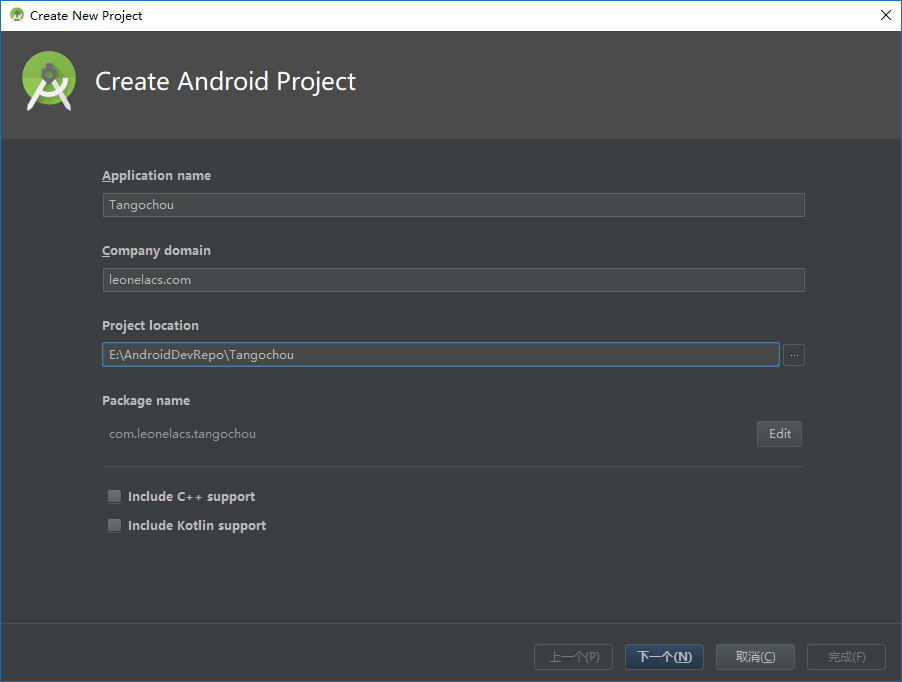 Create New Project
Create Android Project
Application name
Tangochou
Company domain
leonelacs.com
Project location
E:\AndroidDevRepo\Tangochou
...
Package name
com.leonelacs.tangochou
Edit
Include C++ support
Include Kotlin support
上一个(P) 下一个(N) 取消(C) 完成(F)